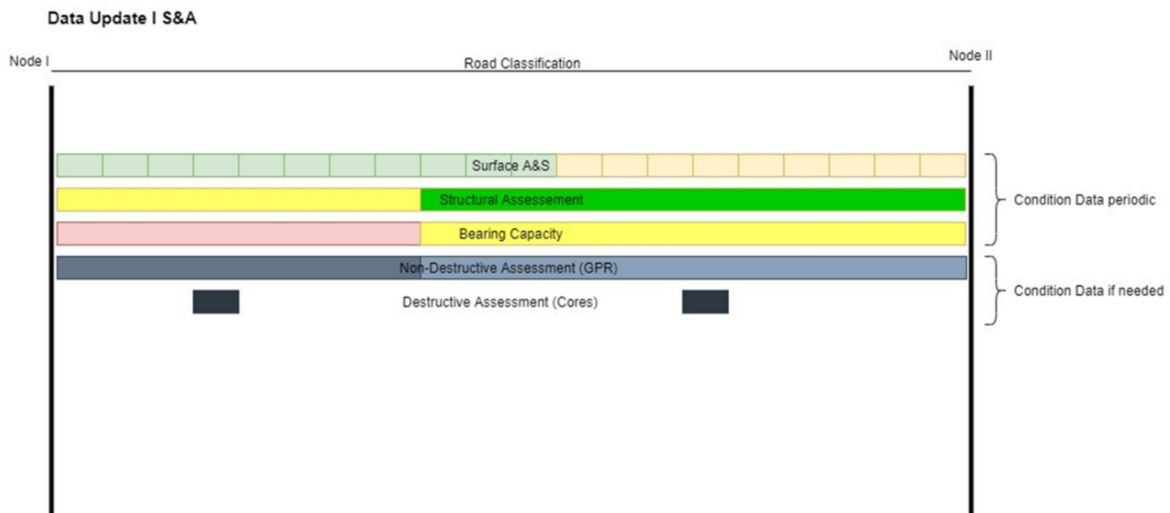 Data Update I S&A
Node I
Road Classification
Node II
Surface A&S
Structural Assessement
Bearing Capacity
Non-Destructive Assessment (GPR)
Destructive Assessment (Cores)
Condition Data periodic
Condition Data if needed